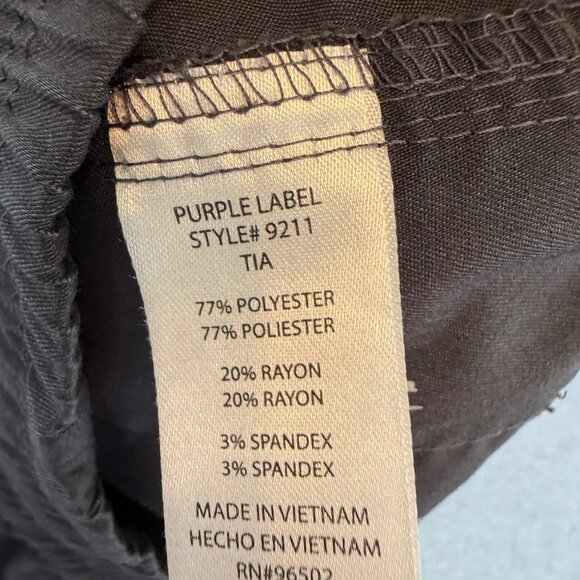 PURPLE LABEL
STYLE# 9211
TIA
77% POLYESTER
77% POLIESTER
20% RAYON
20% RAYON
3% SPANDEX
3% SPANDEX
MADE IN VIETNAM
HECHO EN VIETNAM
RN#96502